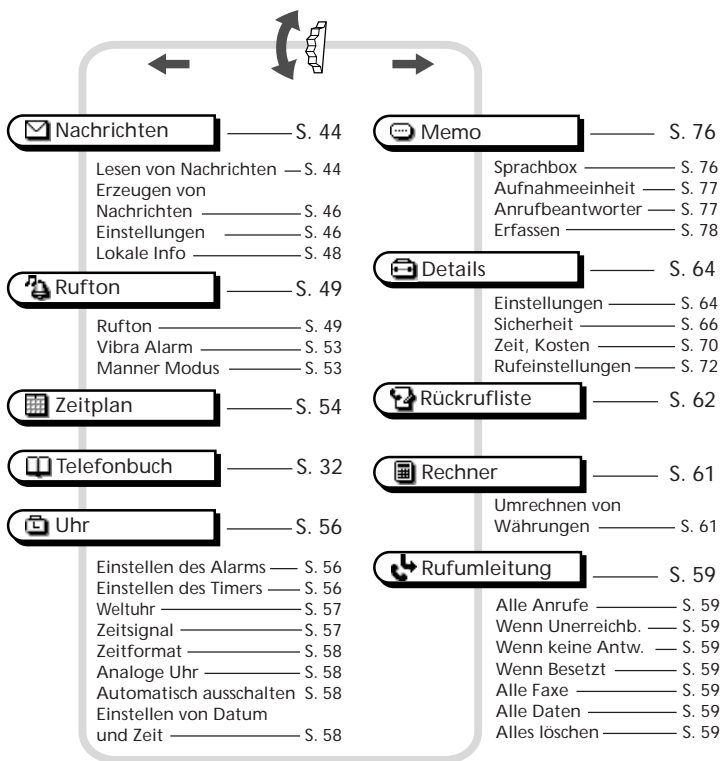 Nachrichten S. 44
Lesen von Nachrichten S. 44
Erzeugen von
Nachrichten S. 46
Einstellungen S. 46
Lokale Info S. 48
Rufton S. 49
Rufton S. 49
Vibra Alarm S. 53
Manner Modus S. 53
Zeitplan S. 54
Telefonbuch S. 32
Uhr S. 56
Einstellen des Alarms S. 56
Einstellen des Timers S. 56
Weltuhr S. 57
Zeitsignal S. 57
Zeitformat S. 58
Analoge Uhr S. 58
Automatisch ausschalten S. 58
Einstellen von Datum
und Zeit S. 58
Memo S. 76
Sprachbox S. 76
Aufnahmeeinheit S. 77
Anrufbeantworter S. 77
Erfassen S. 78
Details S. 64
Einstellungen S. 64
Sicherheit S. 66
Zeit, Kosten S. 70
Rufeinstellungen S. 72
Rückrufliste S. 62
Rechner S. 61
Umrechnen von
Währungen S. 61
Rufumleitung S. 59
Alle Anrufe S. 59
Wenn Unerreichb. S. 59
Wenn keine Antw. S. 59
Wenn Besetzt S. 59
Alle Faxe S. 59
Alle Daten S. 59
Alles löschen S. 59